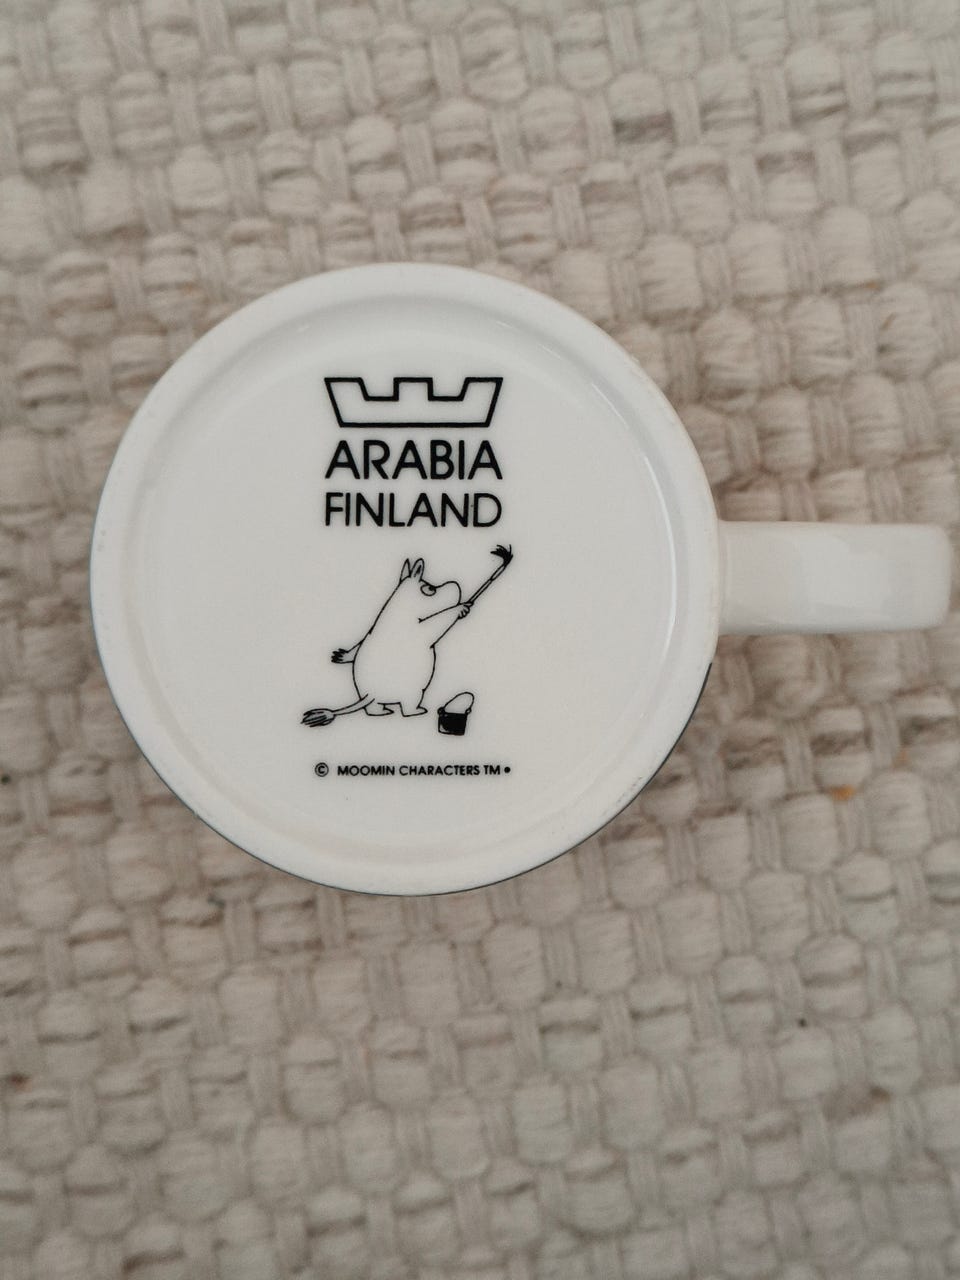 ARABIA
FINLAND
© MOOMIN CHARACTERS TM •